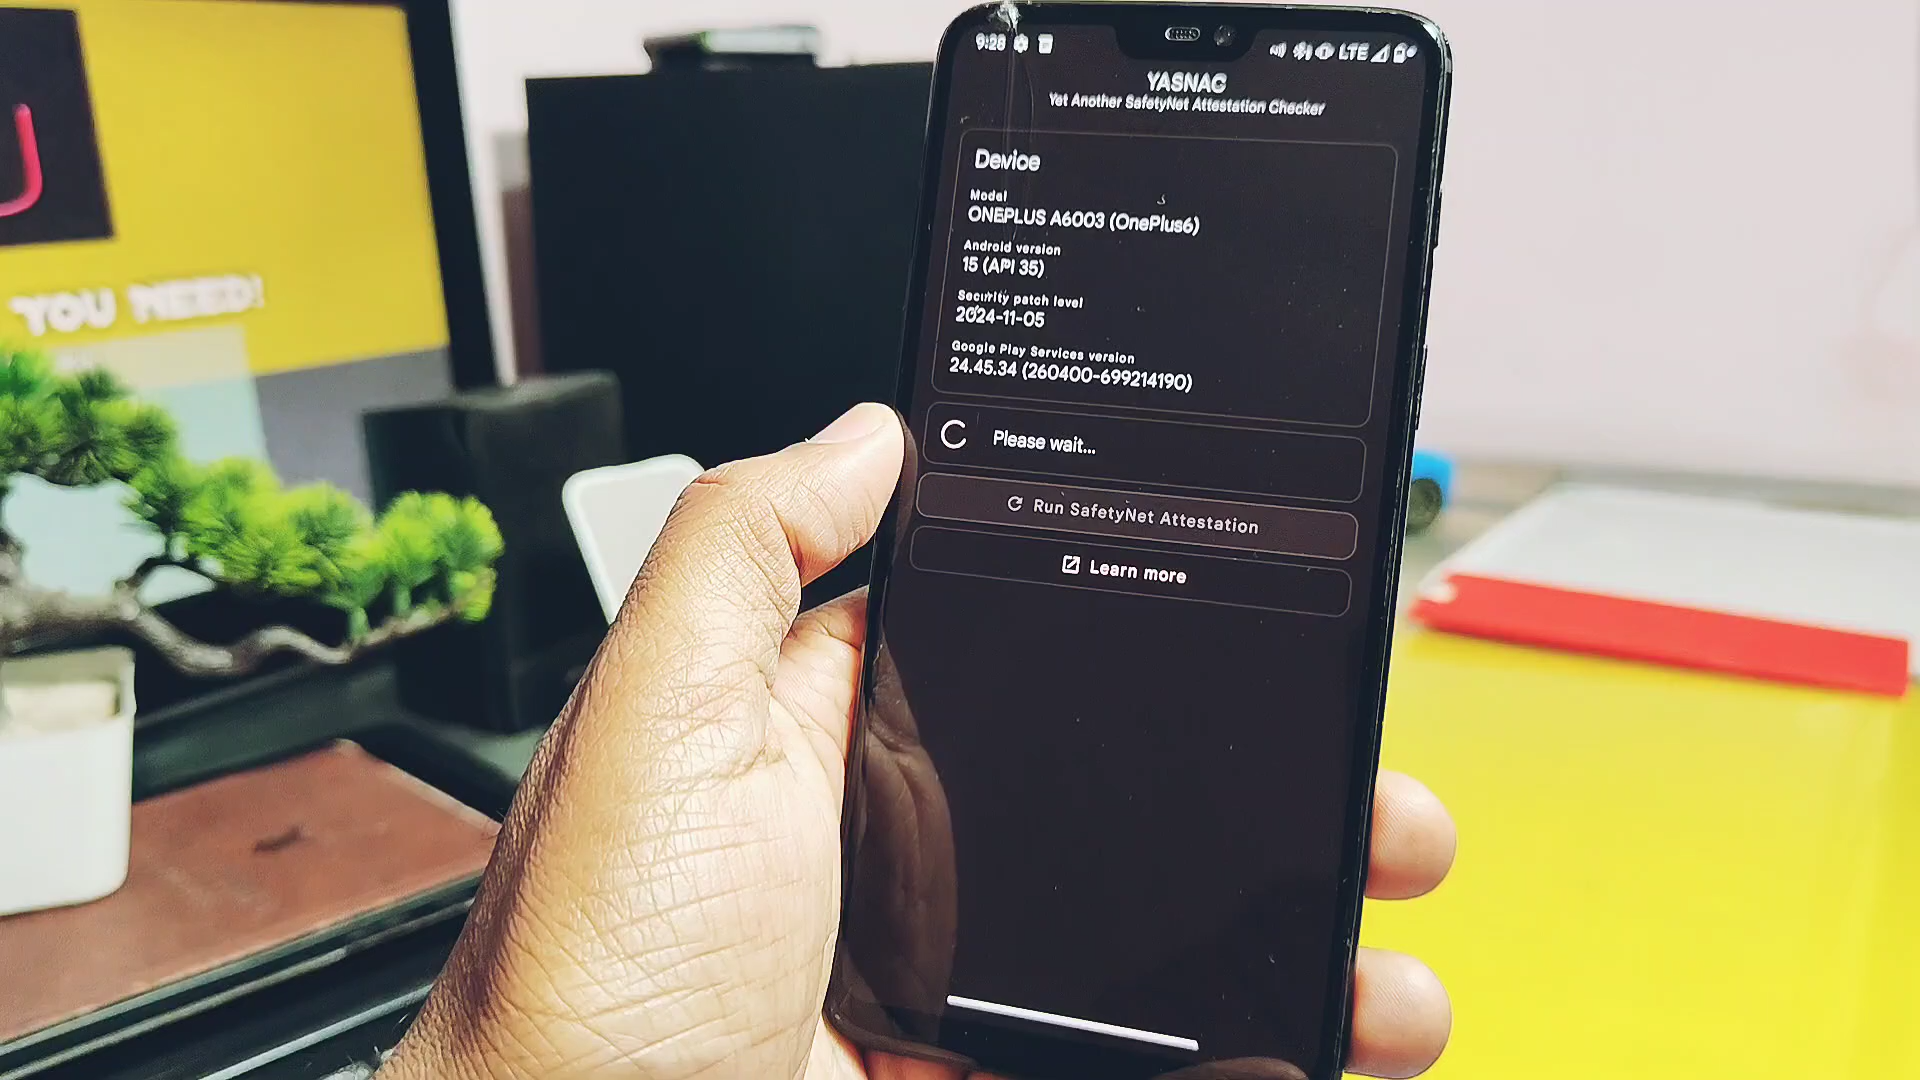 U
YOU NEED!
9:28
LTE
YASNAC
Yet Another SafetyNet Attestation Checker
Device
Model
ONEPLUS A6003 (OnePlus6)
Android version
15 (API 35)
Security patch level
2024-11-05
Google Play Services version
24.45.34 (260400-699214190)
Please wait...
Run SafetyNet Attestation
Learn more